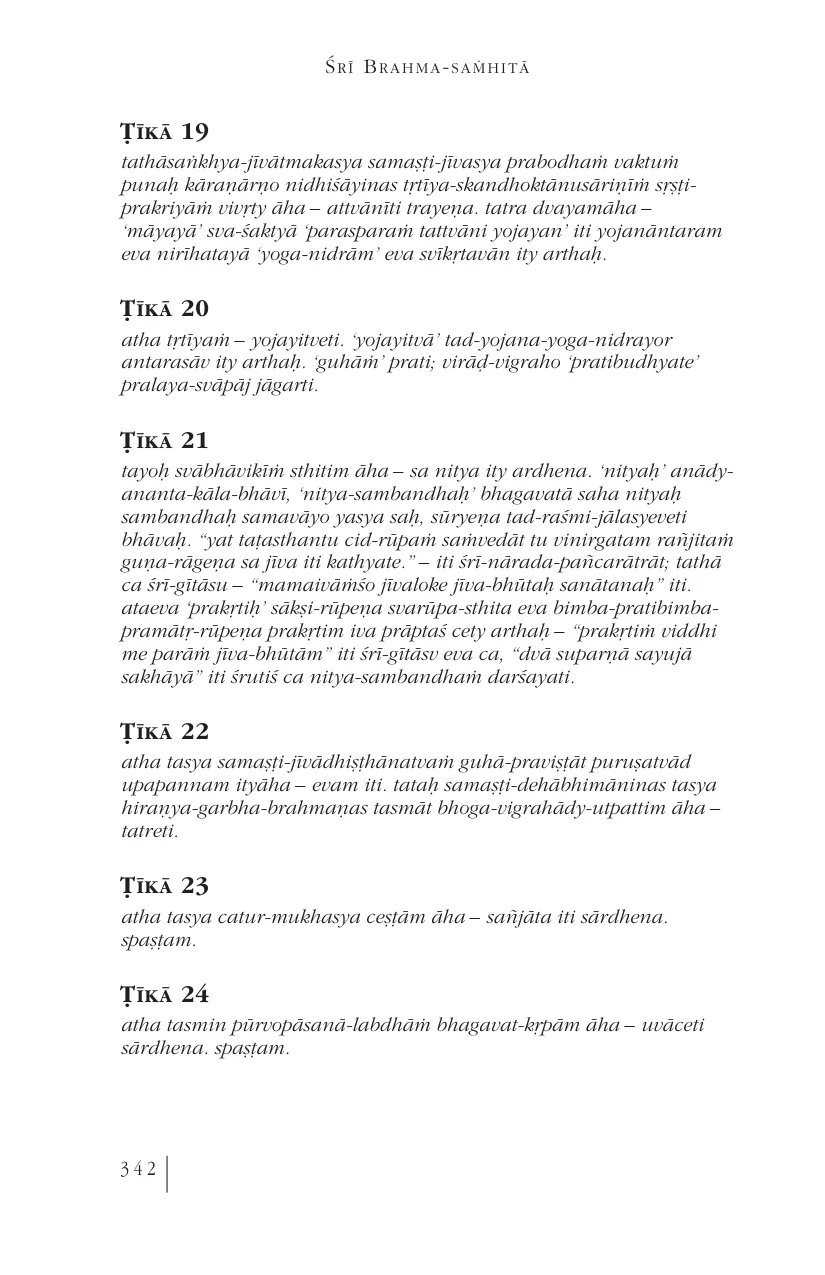 Śrī Brahma-saṁhitā
Ṭīkā 19
tathāsaṅkhya-jīvātmakasya samaṣṭi-jīvasya prabodhaṁ vaktuṁ
punaḥ kāraṇārṇo nidhiśāyinas tṛtīya-skandhoktānusāriṇīṁ sṛṣṭi-
prakriyāṁ vivṛty āha – attvānīti trayeṇa. tatra dvayamāha –
‘māyayā’ sva-śaktyā ‘parasparaṁ tattvāni yojayan’ iti yojanāntaram
eva nirīhatayā ‘yoga-nidrām’ eva svīkṛtavān ity arthaḥ.
Ṭīkā 20
atha tṛtīyaṁ – yojayitveti. ‘yojayitvā’ tad-yojana-yoga-nidrayor
antarasāv ity arthaḥ. ‘guhāṁ’ prati; virāḍ-vigraho ‘pratibudhyate’
pralaya-svāpāj jāgarti.
Ṭīkā 21
tayoḥ svābhāvikīṁ sthitim āha – sa nitya ity ardhena. ‘nityaḥ’ anādy-
ananta-kāla-bhāvī, ‘nitya-sambandhaḥ’ bhagavatā saha nityaḥ
sambandhaḥ samavāyo yasya saḥ, sūryeṇa tad-raśmi-jālasyeveti
bhāvaḥ. “yat taṭasthantu cid-rūpaṁ saṁvedāt tu vinirgatam rañjitaṁ
guṇa-rāgeṇa sa jīva iti kathyate.” – iti śrī-nārada-pañcarātrāt; tathā
ca śrī-gītāsu – “mamaivāṁśo jīvaloke jīva-bhūtaḥ sanātanaḥ” iti.
ataeva ‘prakṛtiḥ’ sākṣi-rūpeṇa svarūpa-sthita eva bimba-pratibimba-
pramātṛ-rūpeṇa prakṛtim iva prāptaś cety arthaḥ – “prakṛtiṁ viddhi
me parāṁ jīva-bhūtām” iti śrī-gītāsv eva ca, “dvā suparṇā sayujā
sakhāyā” iti śrutiś ca nitya-sambandhaṁ darśayati.
Ṭīkā 22
atha tasya samaṣṭi-jīvādhiṣṭhānatvaṁ guhā-praviṣṭāt puruṣatvād
upapannam ityāha – evam iti. tataḥ samaṣṭi-dehābhimāninas tasya
hiraṇya-garbha-brahmaṇas tasmāt bhoga-vigrahādy-utpattim āha –
tatreti.
Ṭīkā 23
atha tasya catur-mukhasya ceṣṭām āha – sañjāta iti sārdhena.
spaṣṭam.
Ṭīkā 24
atha tasmin pūrvopāsanā-labdhāṁ bhagavat-kṛpām āha – uvāceti
sārdhena. spaṣṭam.
342